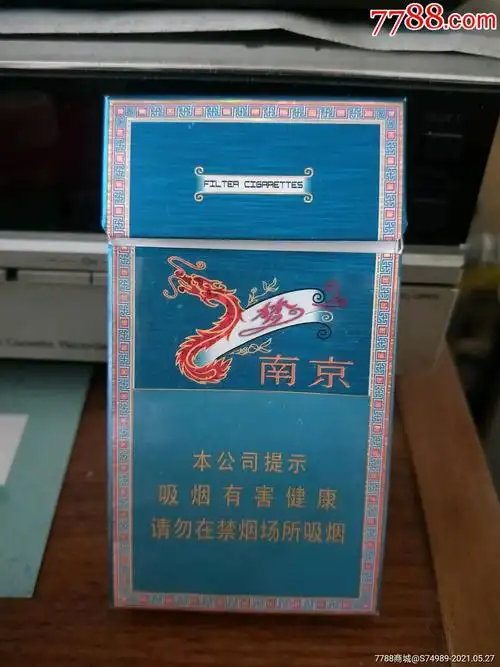 7788.com
FILTER CIGARETTES
梦
南京
本公司提示
吸烟有害健康
请勿在禁烟场所吸烟
7788商城@S74989-2021.05.27